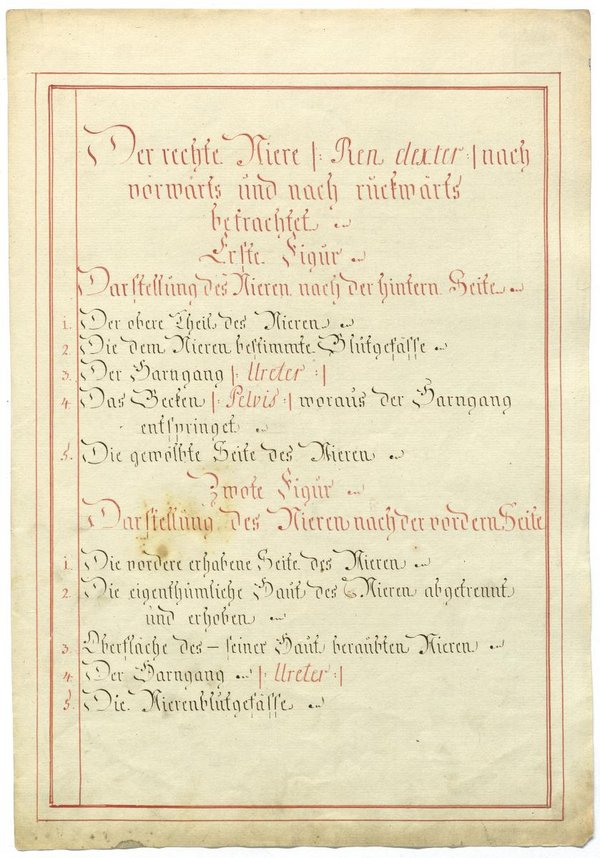 Der rechte Niere |: Ren dexter :| nach
vorwärts und nach rückwärts
betrachtet
Erste Figur
Darstellung des Nieren nach der hintern Seite
1. Der obere Theil des Nieren
2. Die dem Nieren bestimmte Blutgefässe
3. Der Harngang |: Ureter :|
4. Das Becken |: Pelvis :| woraus der Harngang
entspringet
5. Die gewölbte Seite des Nieren
Zwote Figur
Darstellung des Nieren nach der vordern Seite
1. Die vordere erhabene Seite des Nieren
2. Die eigenthümliche Haut des Nieren abgetrennt
und erhoben
3. Oberfläche des – seiner Haut beraubten Nieren
4. Der Harngang |: Ureter :|
5. Die Nierenblutgefässe